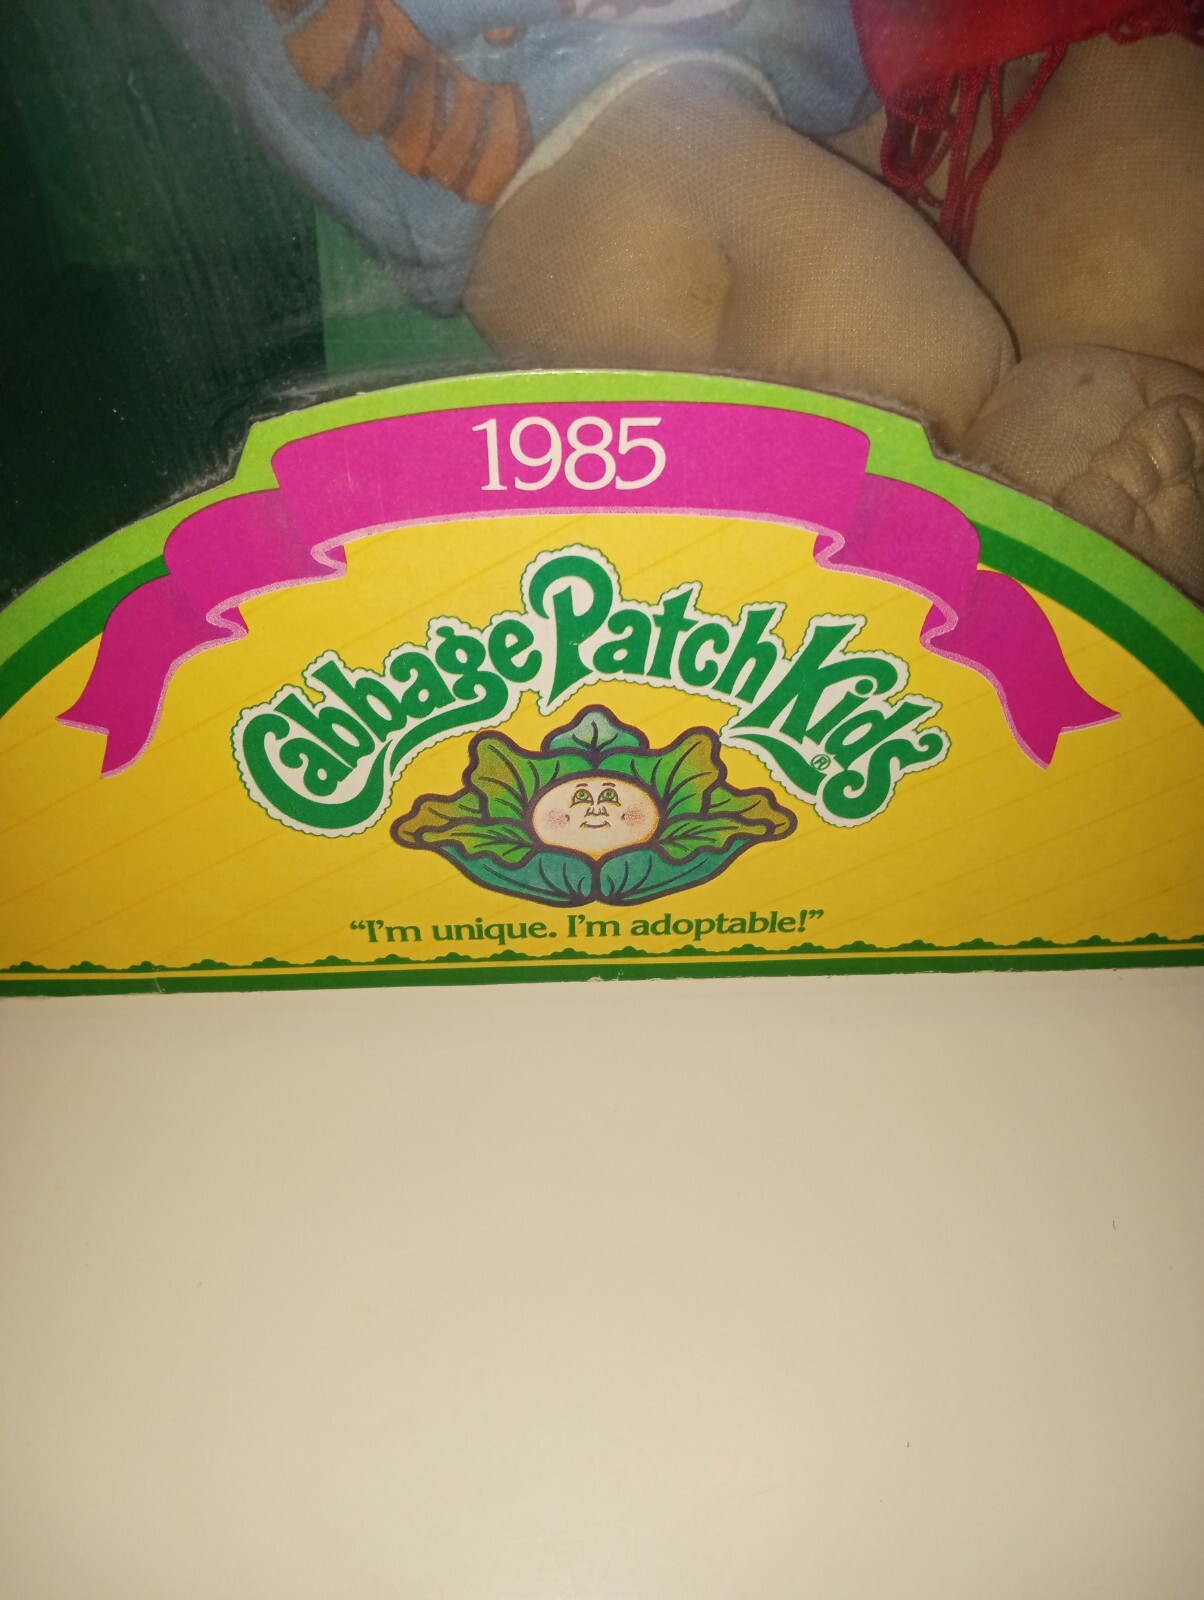 1985
Cabbage Patch Kids®
“I'm unique. I'm adoptable!”